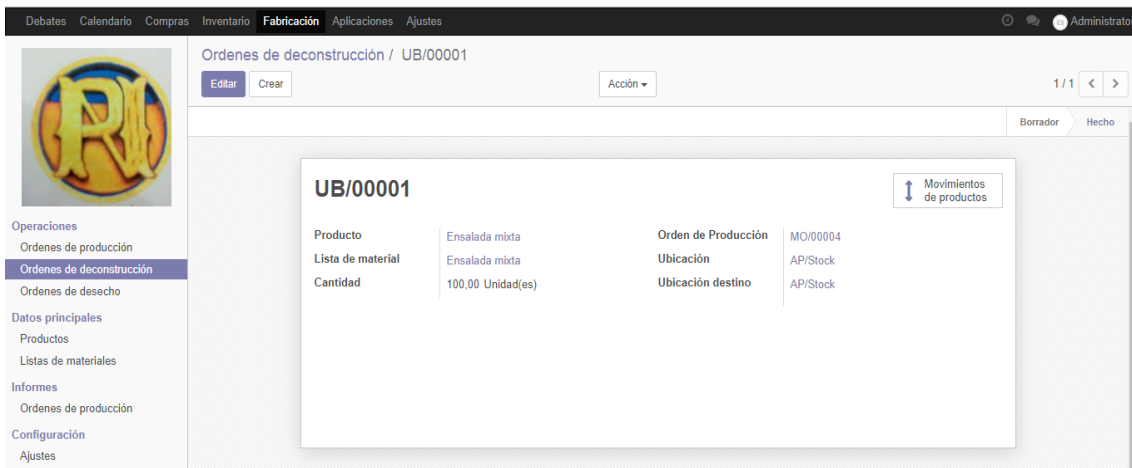 Debates Calendario Compras Inventario Fabricación Aplicaciones Ajustes Administrator
Ordenes de deconstrucción / UB/00001
Editar Crear Acción 1 / 1
Borrador Hecho
RI
UB/00001
Movimientos
de productos
Producto Ensalada mixta Orden de Producción MO/00004
Lista de material Ensalada mixta Ubicación AP/Stock
Cantidad 100,00 Unidad(es) Ubicación destino AP/Stock
Operaciones
Ordenes de producción
Ordenes de deconstrucción
Ordenes de desecho
Datos principales
Productos
Listas de materiales
Informes
Ordenes de producción
Configuración
Ajustes